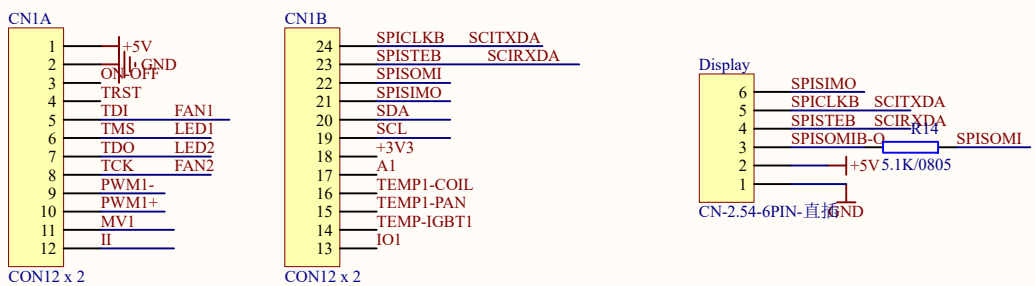 CN1A
1 +5V
2 GND
3 ON-OFF
4 TRST
5 TDI FAN1
6 TMS LED1
7 TDO LED2
8 TCK FAN2
9 PWM1-
10 PWM1+
11 MV1
12 II
CON12 x 2
CN1B
24 SPICLKB SCITXDA
23 SPISTEB SCIRXDA
22 SPISOMI
21 SPISIMO
20 SDA
19 SCL
18 +3V3
17 A1
16 TEMP1-COIL
15 TEMP1-PAN
14 TEMP-IGBT1
13 IO1
CON12 x 2
Display
6 SPISIMO
5 SPICLKB SCITXDA
4 SPISTEB SCIRXDA
R14
3 SPISOMIB-O SPISOMI
2 +5V 5.1K/0805
1
CN-2.54-6PIN-直插 GND